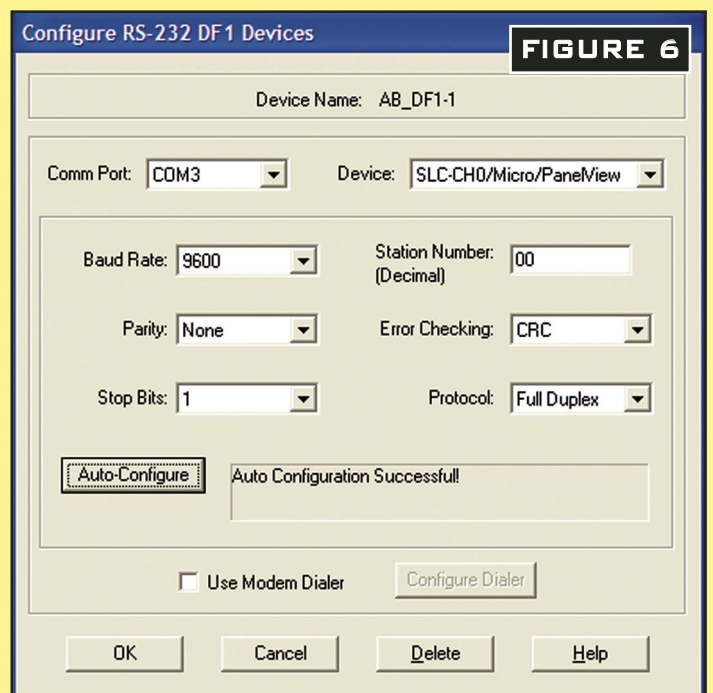 Configure RS-232 DF1 Devices
FIGURE 6
Device Name: AB_DF1-1
Comm Port: COM3 Device: SLC-CH0/Micro/PanelView
Baud Rate: 9600 Station Number: 00
(Decimal)
Parity: None Error Checking: CRC
Stop Bits: 1 Protocol: Full Duplex
Auto-Configure Auto Configuration Successful!
Use Modem Dialer Configure Dialer
OK Cancel Delete Help